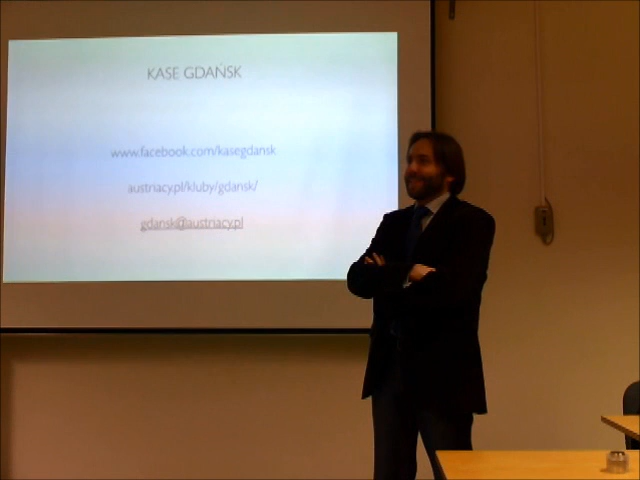 KASE GDAŃSK
www.facebook.com/kasegdansk
austriacy.pl/kluby/gdansk/
gdansk@austriacy.pl